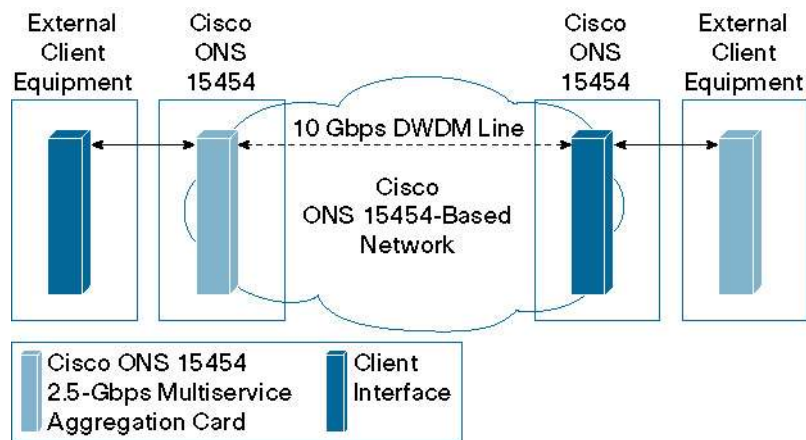 External
Client
Equipment
Cisco
ONS
15454
Cisco
ONS
15454
External
Client
Equipment
10 Gbps DWDM Line
Cisco
ONS 15454-Based
Network
Cisco ONS 15454
2.5-Gbps Multiservice
Aggregation Card
Client
Interface